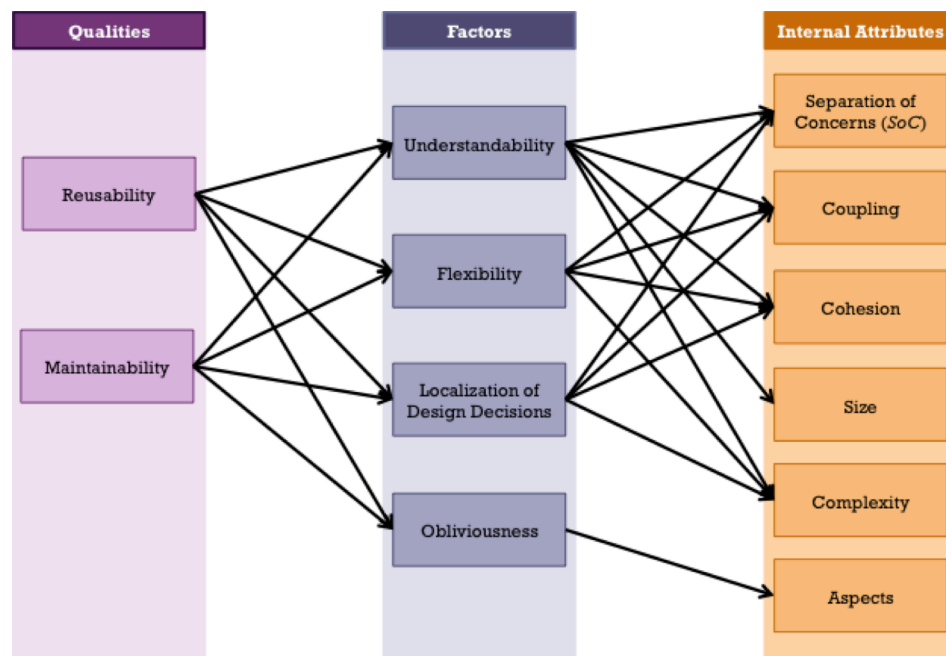 Qualities
Factors
Internal Attributes
Reusability
Maintainability
Understandability
Flexibility
Localization of
Design Decisions
Obliviousness
Separation of
Concerns (SoC)
Coupling
Cohesion
Size
Complexity
Aspects